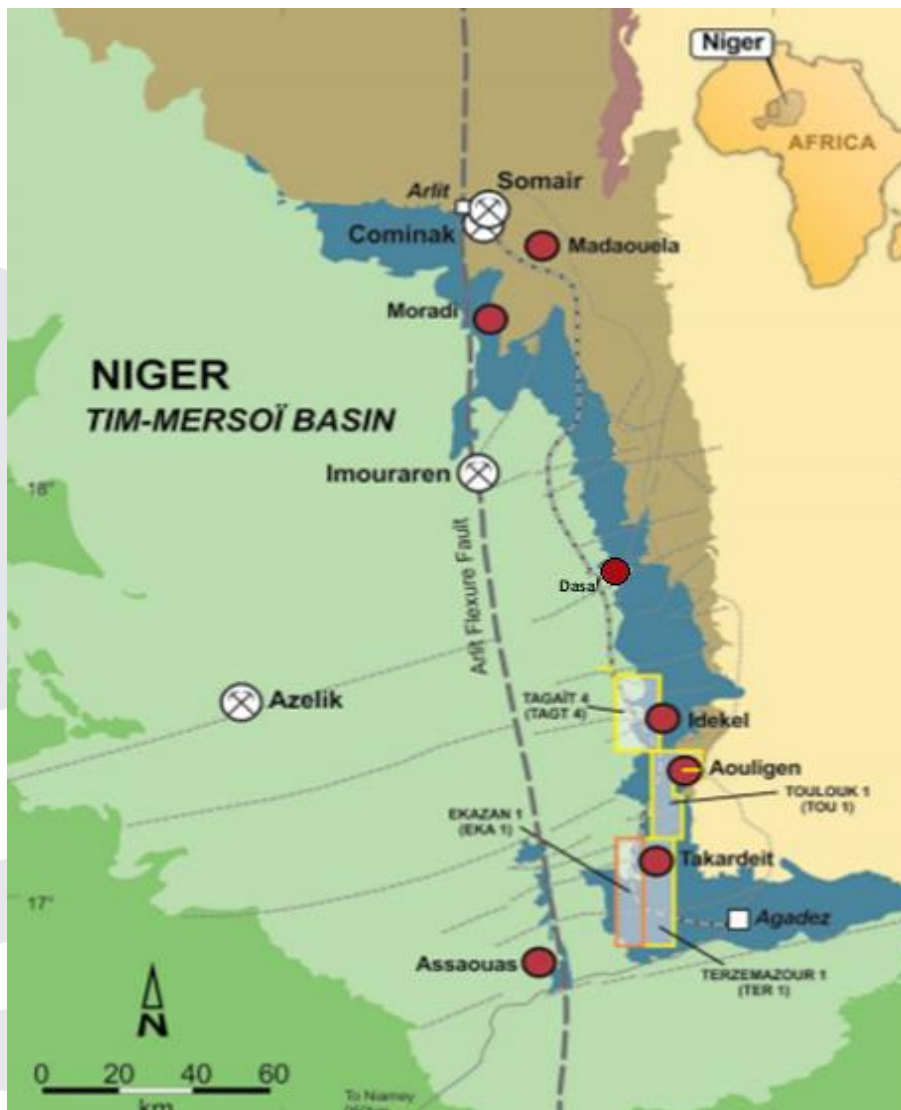 Niger
AFRICA
Arlit
Somair
Cominak
Madaouela
Moradi
NIGER
TIM-MERSOÏ BASIN
Imouraren
18°
Arlit Flexure Fault
Dasa
Azelik
TAGAÏT 4
(TAGT 4)
Idekel
Aouligen
TOULOUK 1
(TOU 1)
EKAZAN 1
(EKA 1)
Takardeit
17°
Agadez
Assaouas
TERZEMAZOUR 1
(TER 1)
N
0 20 40 60
km
To Niamey